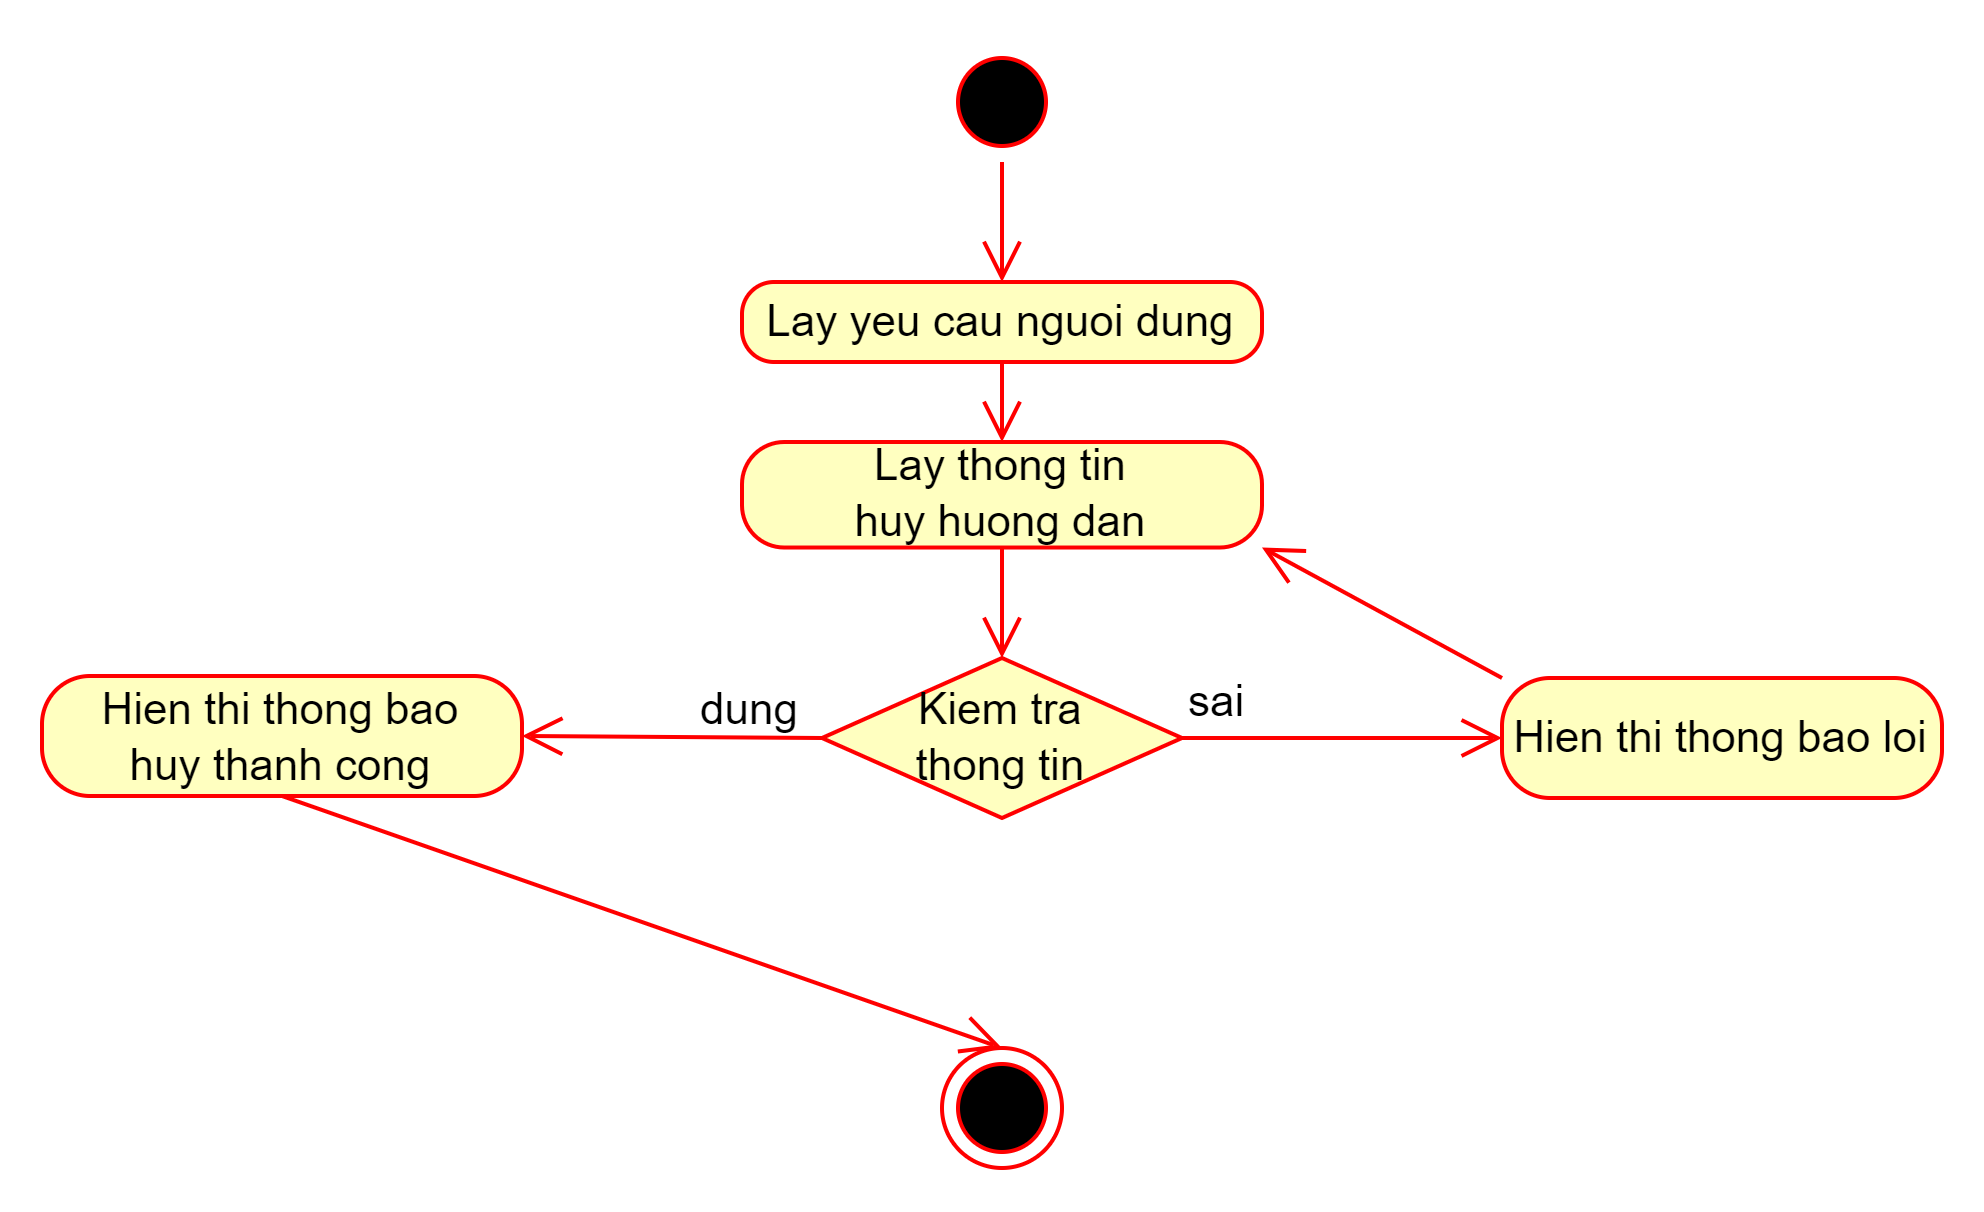 Lay yeu cau nguoi dung
Lay thong tin
huy huong dan
Hien thi thong bao
huy thanh cong
dung
Kiem tra
thong tin
sai
Hien thi thong bao loi